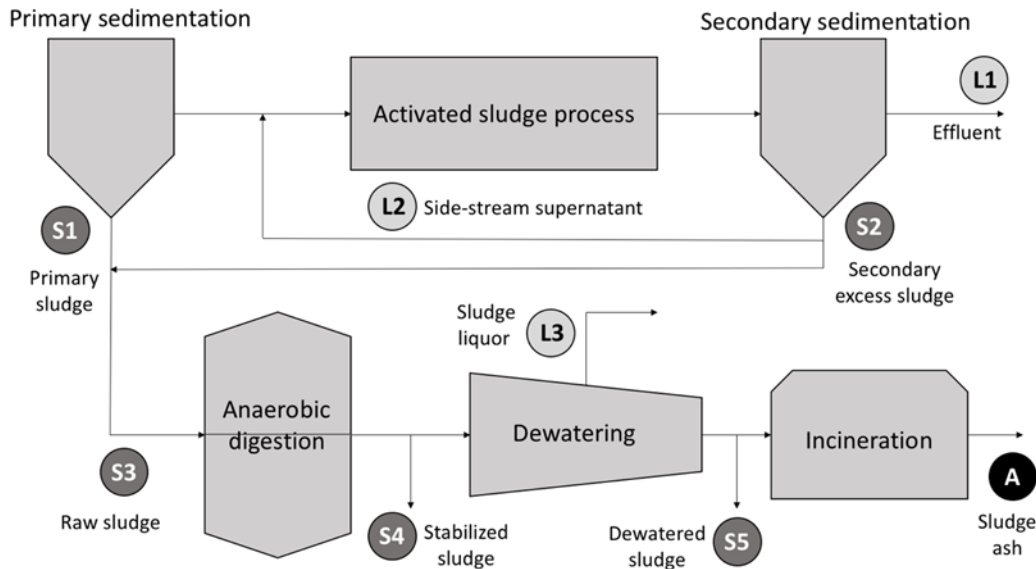 Primary sedimentation
Secondary sedimentation
L1
Activated sludge process
Effluent
L2
Side-stream supernatant
S1
S2
Primary
sludge
Secondary
excess sludge
Sludge
liquor
L3
Anaerobic
digestion
Dewatering
Incineration
S3
A
Raw sludge
S4
Stabilized
sludge
Dewatered
sludge
S5
Sludge
ash